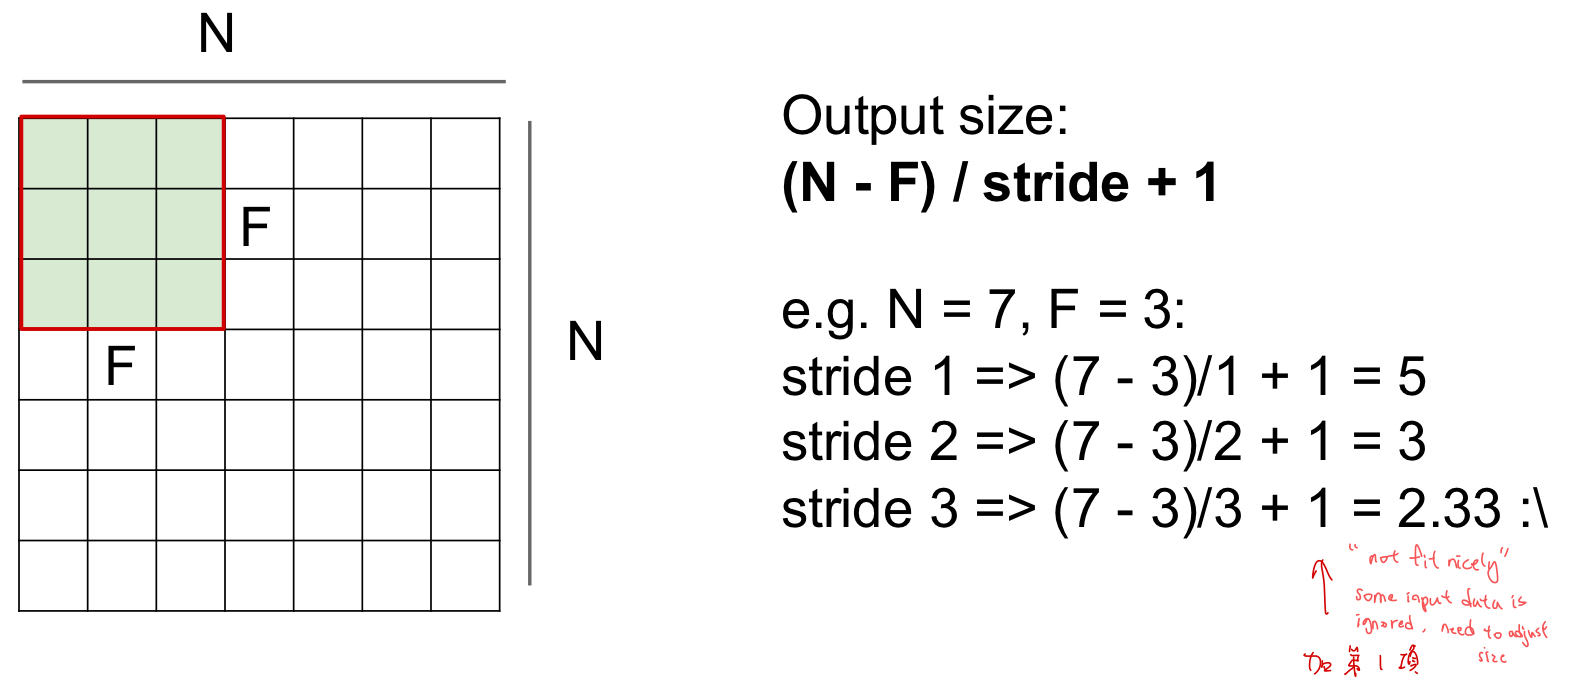 N
F
F
N
Output size:
(N - F) / stride + 1
e.g. N = 7, F = 3:
stride 1 => (7 - 3)/1 + 1 = 5
stride 2 => (7 - 3)/2 + 1 = 3
stride 3 => (7 - 3)/3 + 1 = 2.33 :\
"not fit nicely"
some input data is
ignored, need to adjust
size
加第1項